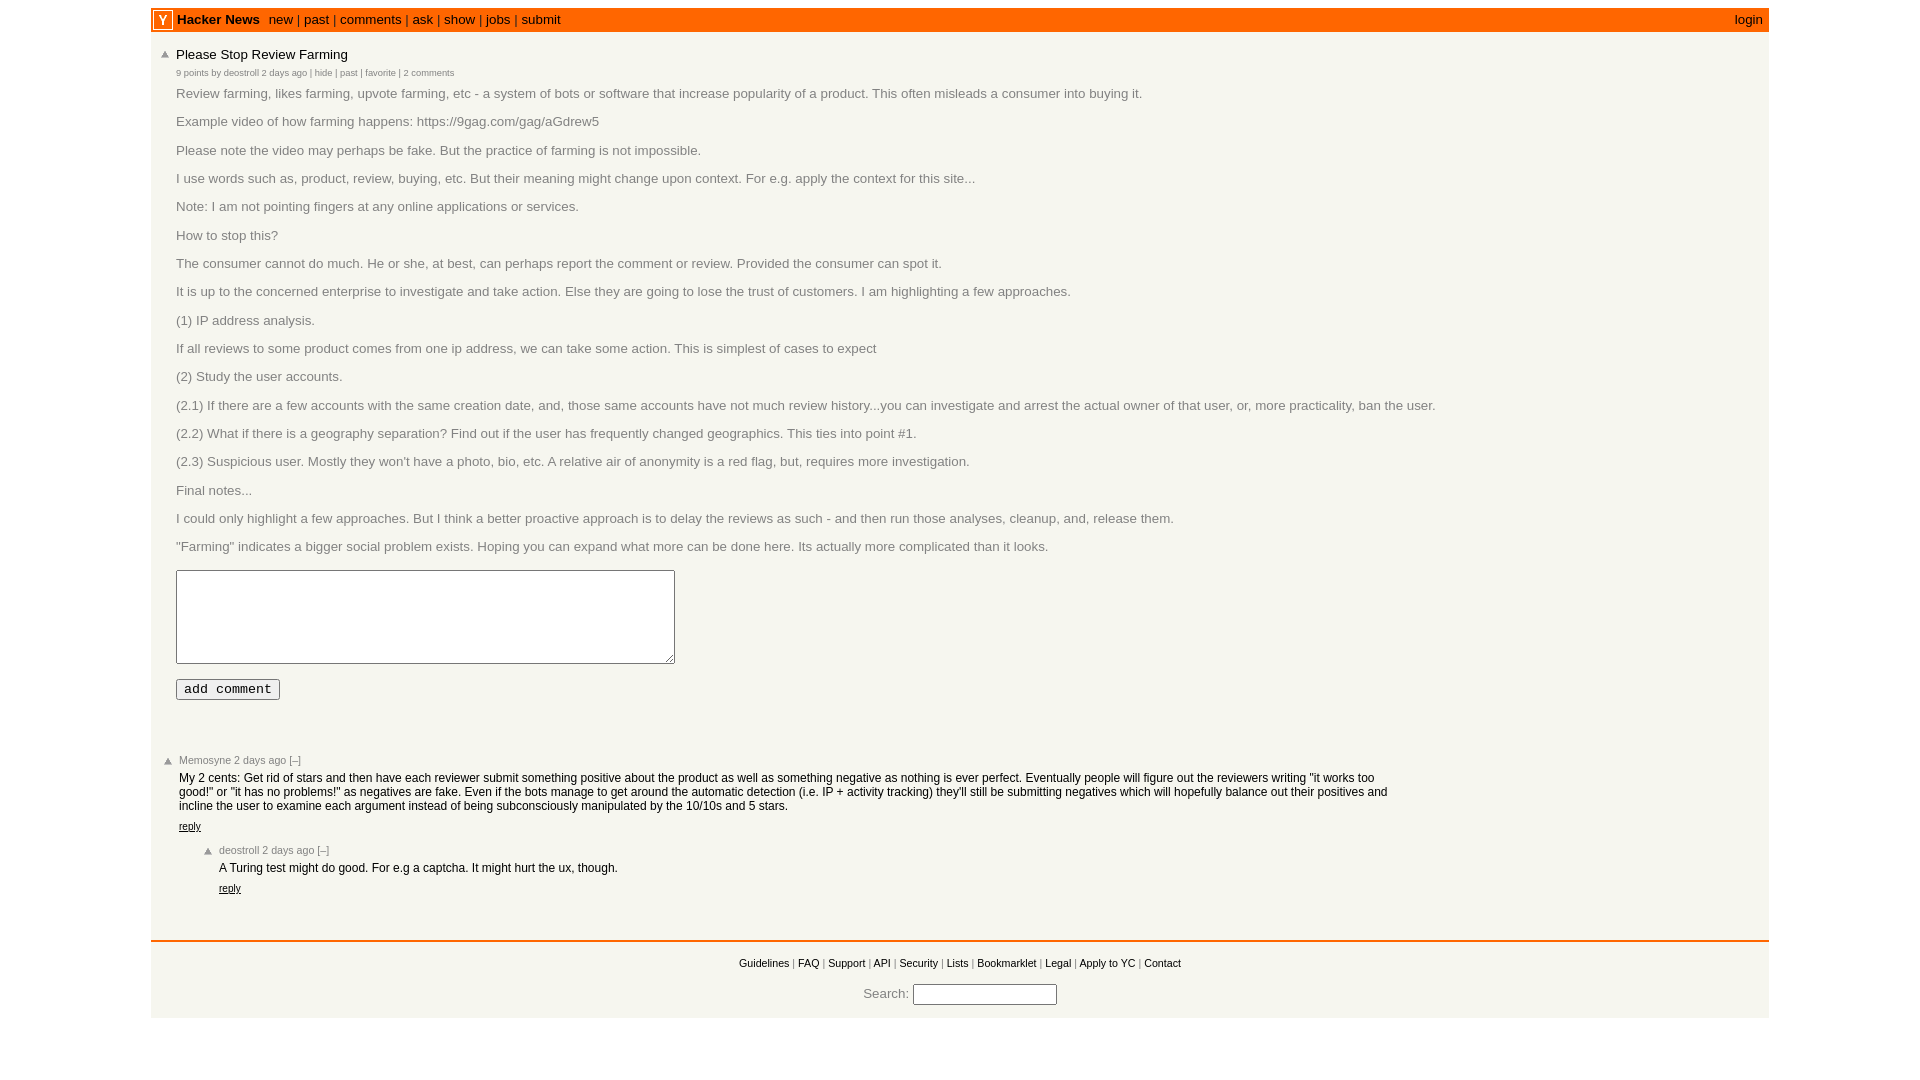 Y Hacker News new | past | comments | ask | show | jobs | submit login
Please Stop Review Farming
9 points by deostroll 2 days ago | hide | past | favorite | 2 comments
Review farming, likes farming, upvote farming, etc - a system of bots or software that increase popularity of a product. This often misleads a consumer into buying it.
Example video of how farming happens: https://9gag.com/gag/aGdrew5
Please note the video may perhaps be fake. But the practice of farming is not impossible.
I use words such as, product, review, buying, etc. But their meaning might change upon context. For e.g. apply the context for this site...
Note: I am not pointing fingers at any online applications or services.
How to stop this?
The consumer cannot do much. He or she, at best, can perhaps report the comment or review. Provided the consumer can spot it.
It is up to the concerned enterprise to investigate and take action. Else they are going to lose the trust of customers. I am highlighting a few approaches.
(1) IP address analysis.
If all reviews to some product comes from one ip address, we can take some action. This is simplest of cases to expect
(2) Study the user accounts.
(2.1) If there are a few accounts with the same creation date, and, those same accounts have not much review history...you can investigate and arrest the actual owner of that user, or, more practicality, ban the user.
(2.2) What if there is a geography separation? Find out if the user has frequently changed geographics. This ties into point #1.
(2.3) Suspicious user. Mostly they won't have a photo, bio, etc. A relative air of anonymity is a red flag, but, requires more investigation.
Final notes...
I could only highlight a few approaches. But I think a better proactive approach is to delay the reviews as such - and then run those analyses, cleanup, and, release them.
"Farming" indicates a bigger social problem exists. Hoping you can expand what more can be done here. Its actually more complicated than it looks.
add comment
Memosyne 2 days ago [–]
My 2 cents: Get rid of stars and then have each reviewer submit something positive about the product as well as something negative as nothing is ever perfect. Eventually people will figure out the reviewers writing "it works too
good!" or "it has no problems!" as negatives are fake. Even if the bots manage to get around the automatic detection (i.e. IP + activity tracking) they'll still be submitting negatives which will hopefully balance out their positives and
incline the user to examine each argument instead of being subconsciously manipulated by the 10/10s and 5 stars.
reply
deostroll 2 days ago [–]
A Turing test might do good. For e.g a captcha. It might hurt the ux, though.
reply
Guidelines | FAQ | Support | API | Security | Lists | Bookmarklet | Legal | Apply to YC | Contact
Search: